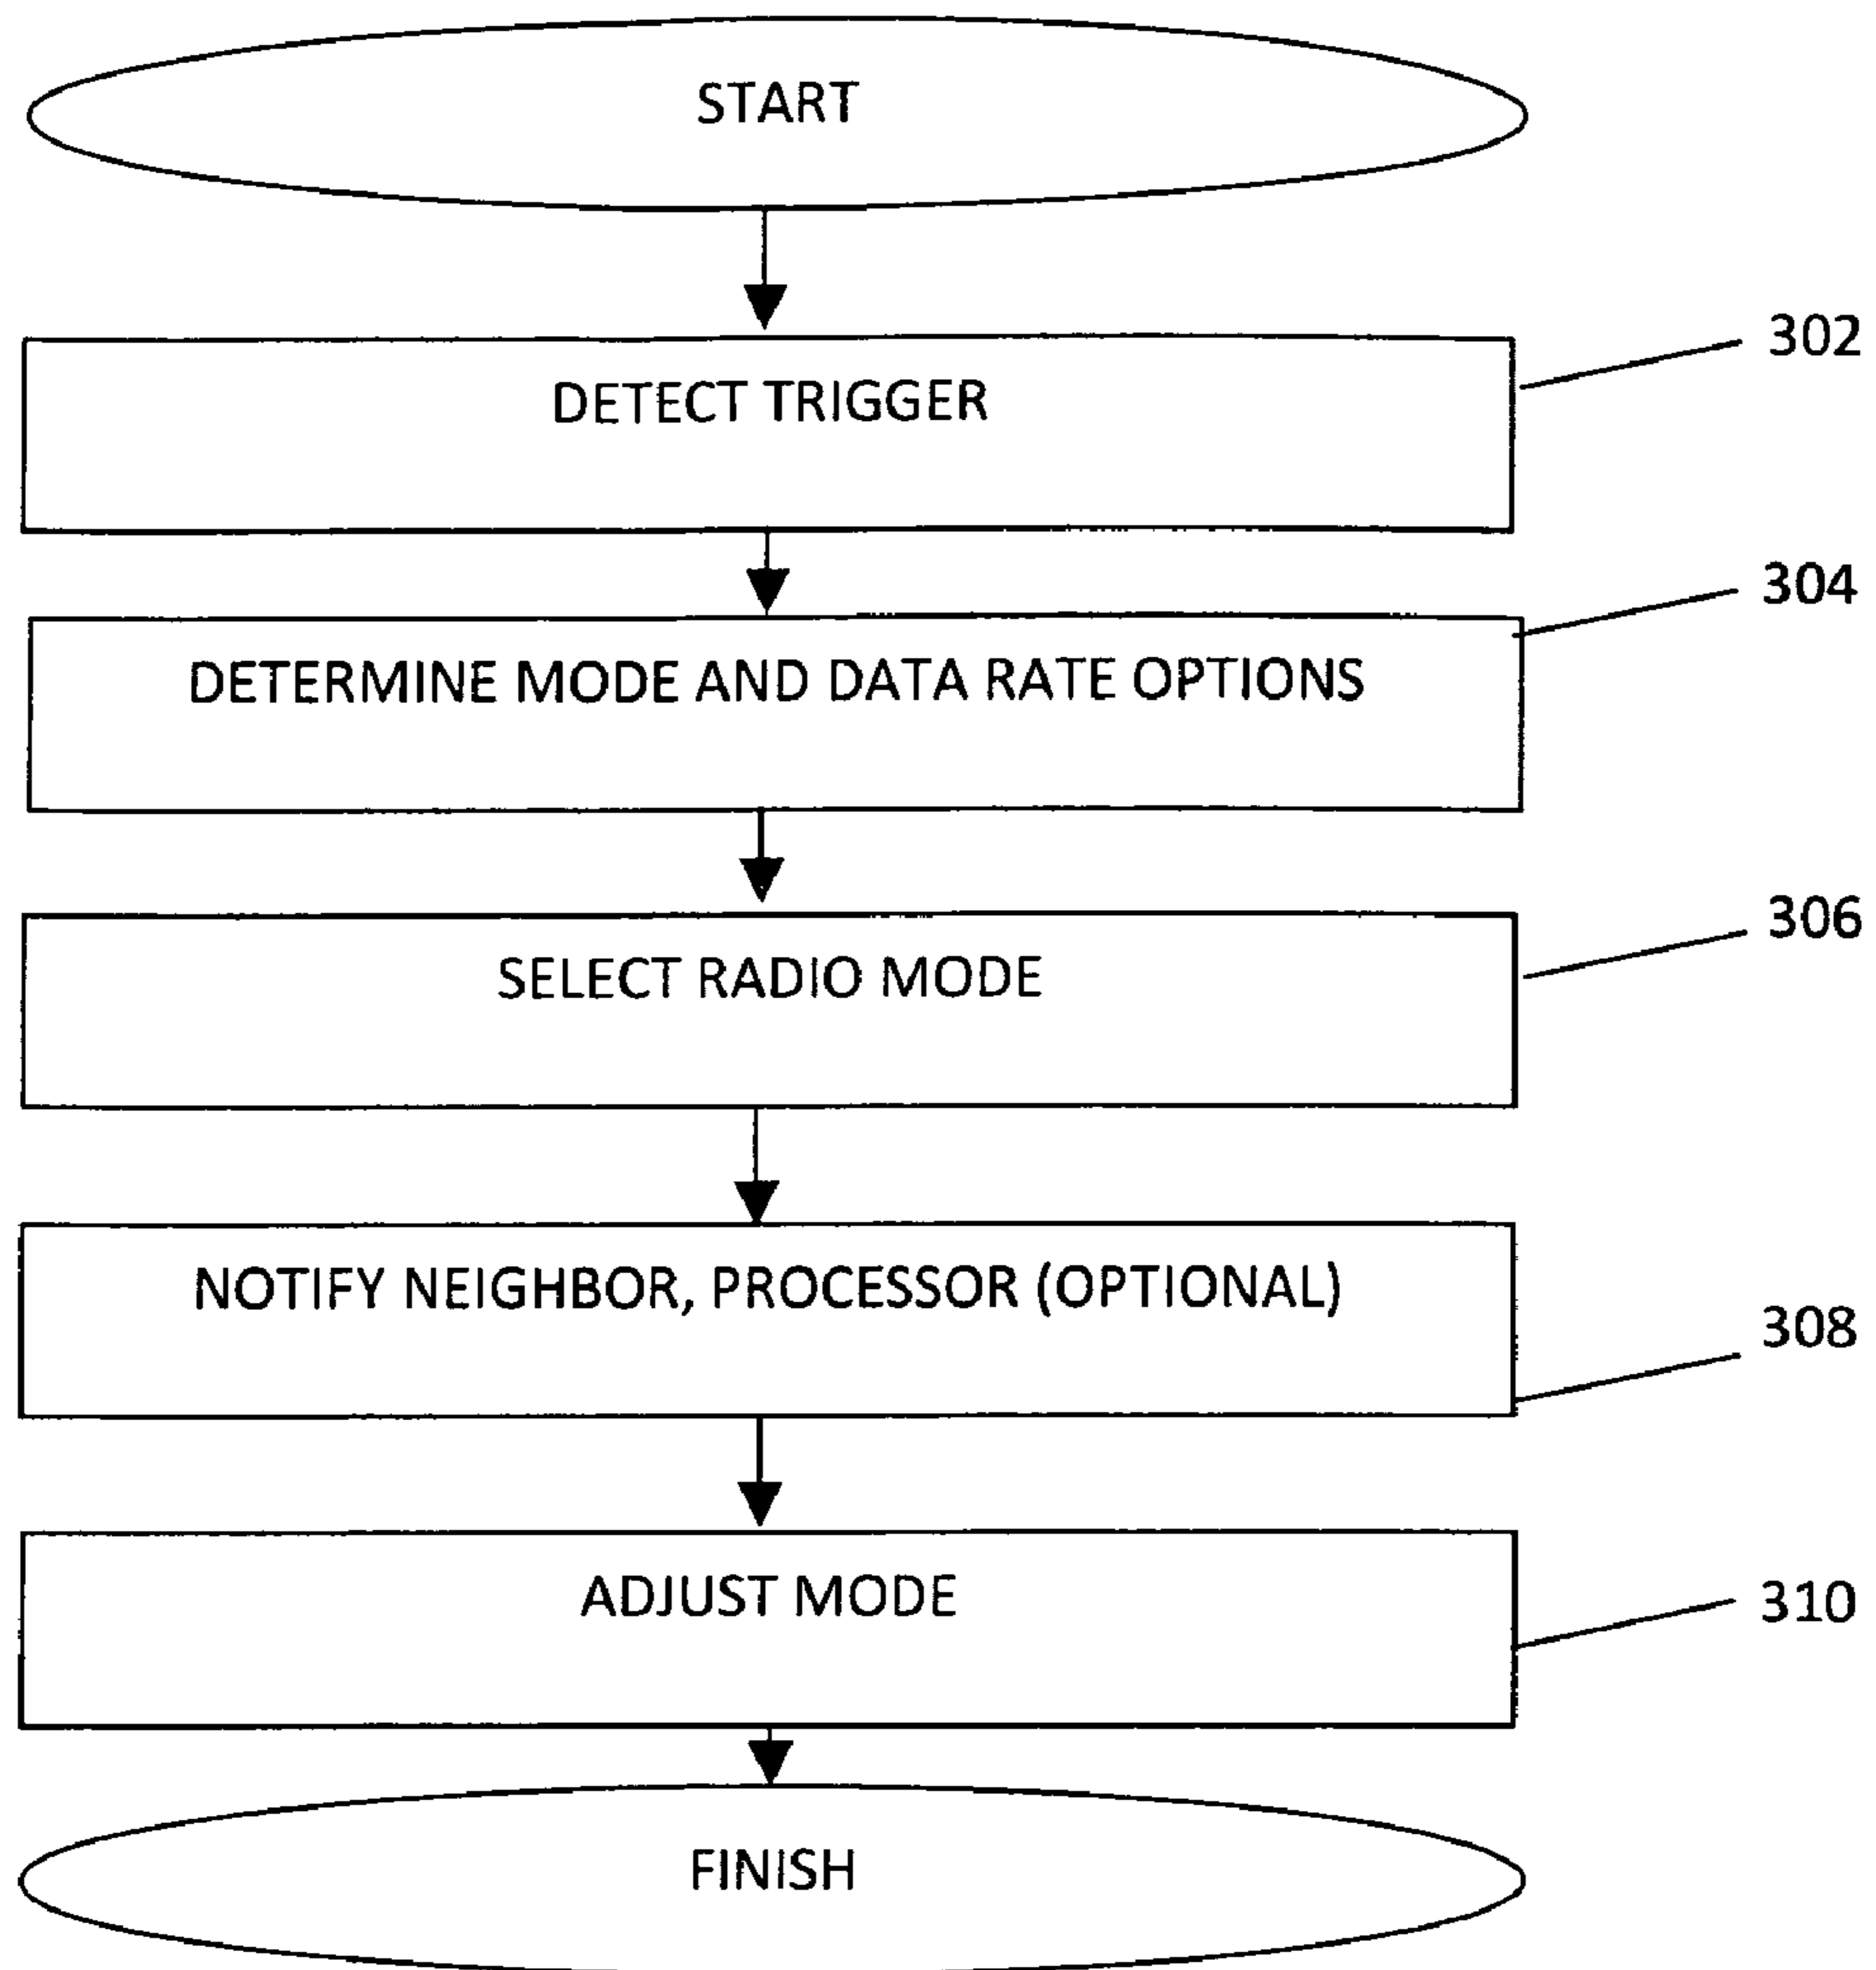 START
DETECT TRIGGER
302
DETERMINE MODE AND DATA RATE OPTIONS
304
SELECT RADIO MODE
306
NOTIFY NEIGHBOR, PROCESSOR (OPTIONAL)
308
ADJUST MODE
310
FINISH